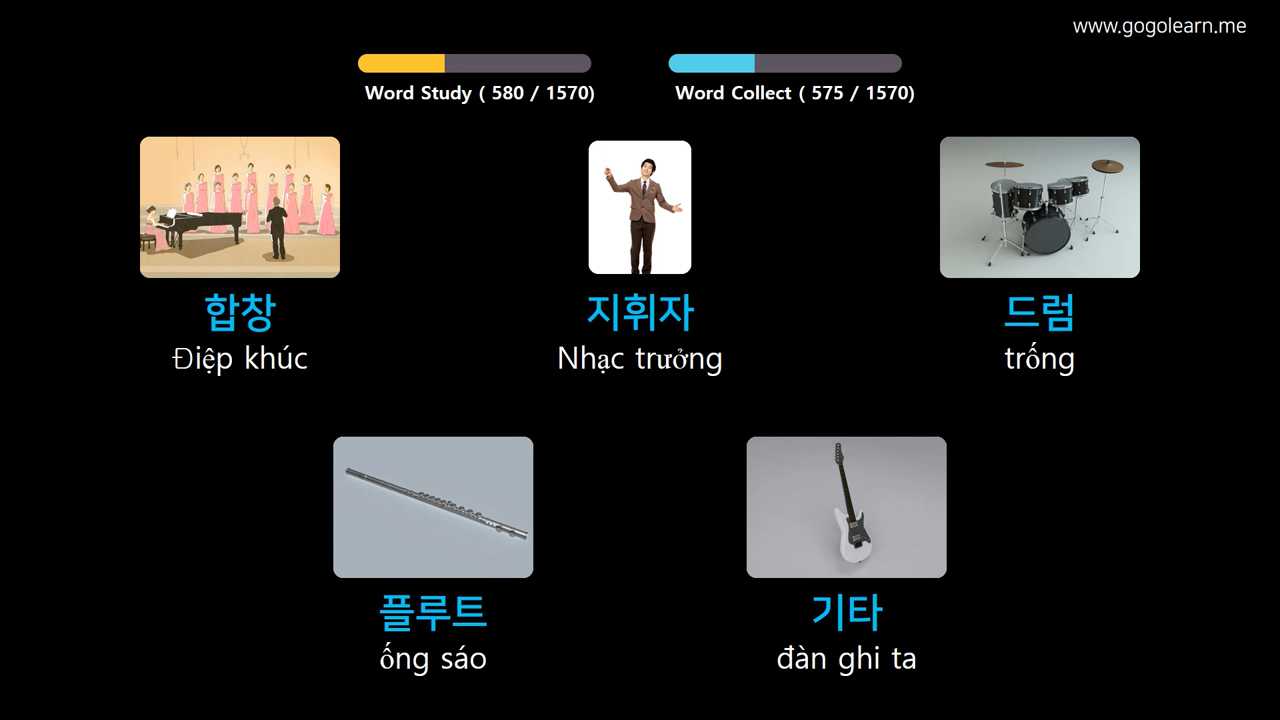 www.gogolearn.me
Word Study ( 580 / 1570)
Word Collect ( 575 / 1570)
합창
지휘자
드럼
Điệp khúc
Nhạc trưởng
trống
플루트
기타
ống sáo
đàn ghi ta